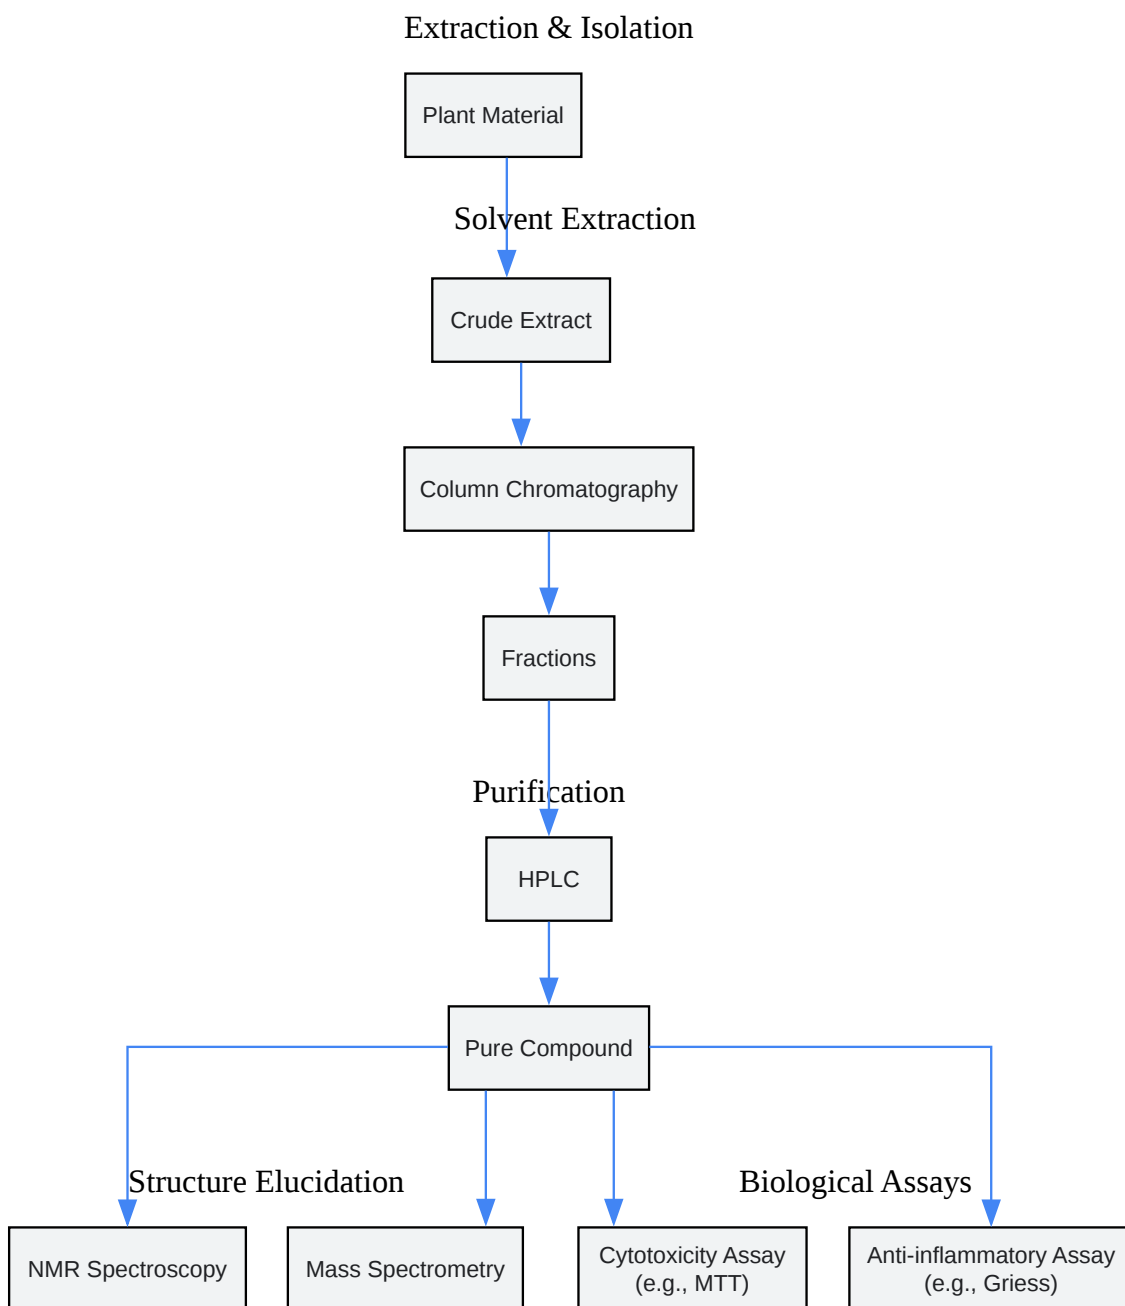 Extraction & Isolation
Plant Material
Solvent Extraction
Crude Extract
Column Chromatography
Fractions
Purification
HPLC
Pure Compound
Structure Elucidation
Biological Assays
NMR Spectroscopy
Mass Spectrometry
Cytotoxicity Assay
(e.g., MTT)
Anti-inflammatory Assay
(e.g., Griess)